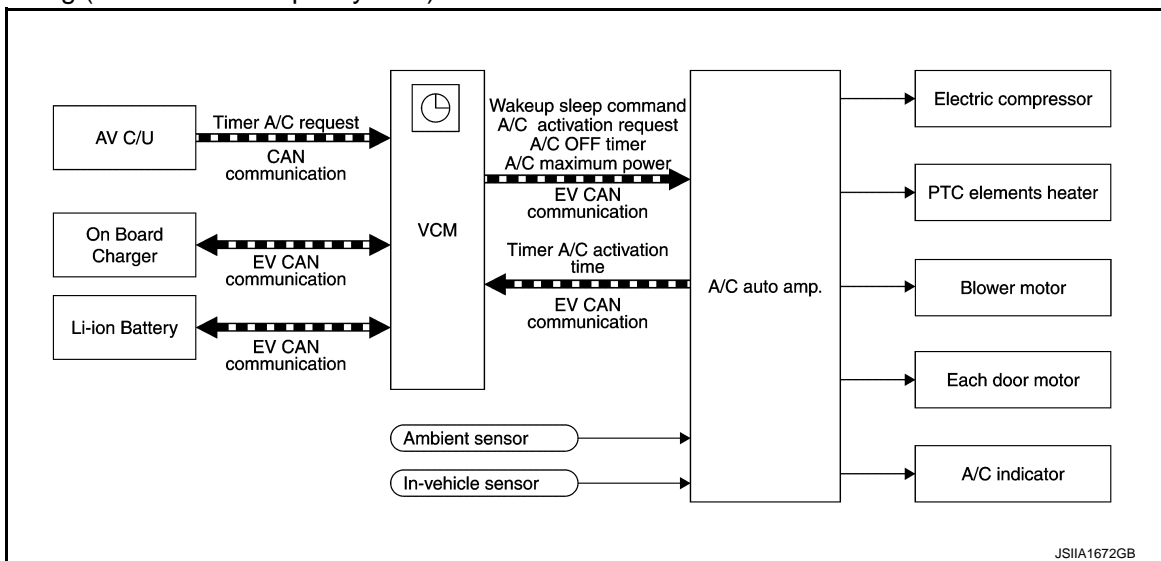 AV C/U
Timer A/C request
CAN
communication
On Board
Charger
EV CAN
communication
Li-ion Battery
EV CAN
communication
VCM
Wakeup sleep command
A/C activation request
A/C OFF timer
A/C maximum power
EV CAN
communication
Timer A/C activation
time
EV CAN
communication
Ambient sensor
In-vehicle sensor
A/C auto amp.
Electric compressor
PTC elements heater
Blower motor
Each door motor
A/C indicator
JSIIA1672GB